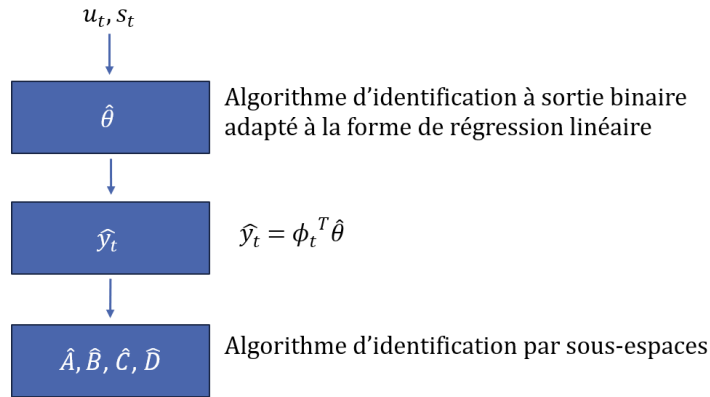 u_t, s_t
θ̂
Algorithme d’identification à sortie binaire
adapté à la forme de régression linéaire
ŷ_t
ŷ_t = ϕ_t^T θ̂
Â, B̂, Ĉ, D̂
Algorithme d’identification par sous-espaces